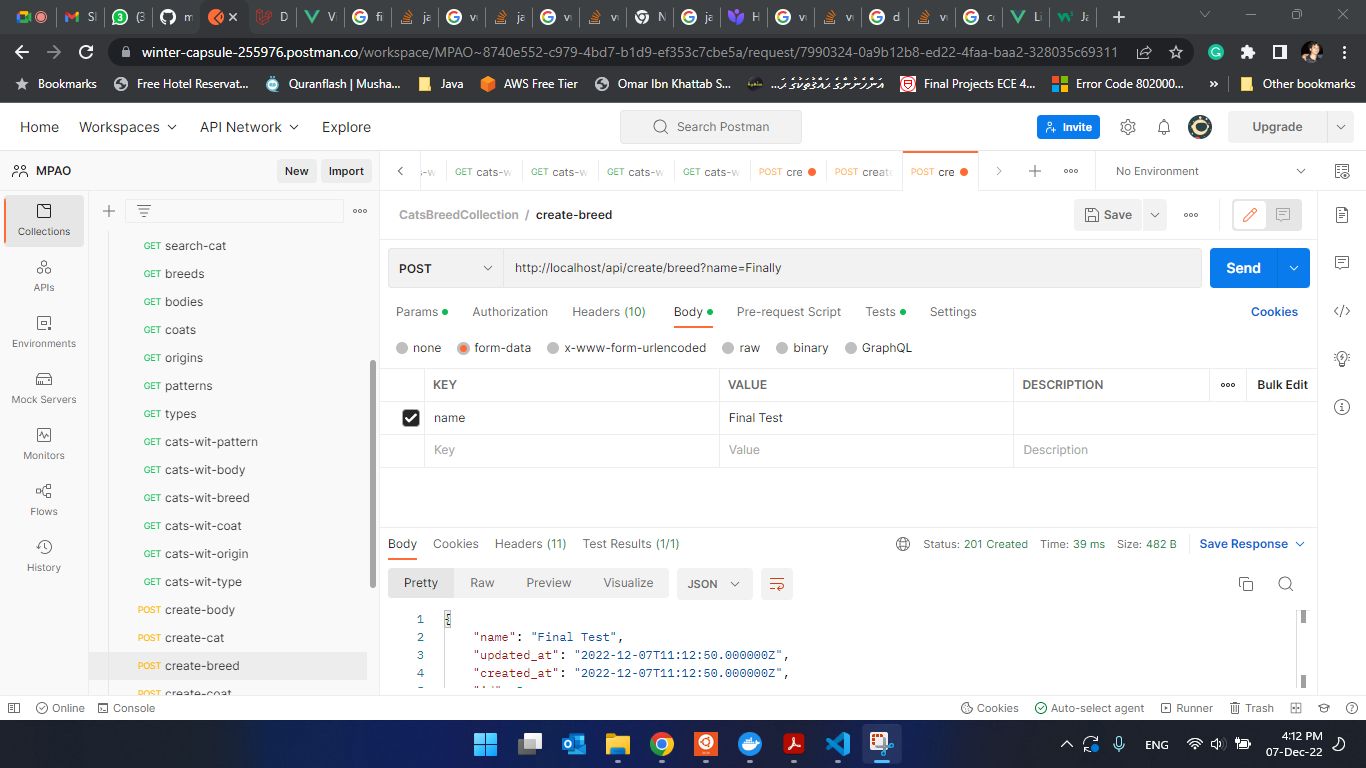 winter-capsule-255976.postman.co/workspace/MPAO~8740e552-c979-4bd7-b1d9-ef353c7cbe5a/request/7990324-0a9b12b8-ed22-4faa-baa2-328035c69311
Bookmarks Free Hotel Reservat... Quranflash | Musha... Java AWS Free Tier Omar Ibn Khattab S... Final Projects ECE 4... Error Code 802000... » Other bookmarks
Home Workspaces API Network Explore Search Postman Invite Upgrade
MPAO New Import GET cats-w GET cats-w GET cats-w GET cats-w POST cre POST create POST cre No Environment
Collections
APIs
Environments
Mock Servers
Monitors
Flows
History
GET search-cat
GET breeds
GET bodies
GET coats
GET origins
GET patterns
GET types
GET cats-wit-pattern
GET cats-wit-body
GET cats-wit-breed
GET cats-wit-coat
GET cats-wit-origin
GET cats-wit-type
POST create-body
POST create-cat
POST create-breed
POST create-coat
CatsBreedCollection / create-breed Save
POST http://localhost/api/create/breed?name=Finally Send
Params Authorization Headers (10) Body Pre-request Script Tests Settings Cookies
none form-data x-www-form-urlencoded raw binary GraphQL
KEY VALUE DESCRIPTION Bulk Edit
name Final Test
Key Value Description
Body Cookies Headers (11) Test Results (1/1) Status: 201 Created Time: 39 ms Size: 482 B Save Response
Pretty Raw Preview Visualize JSON
1 {
2 "name": "Final Test",
3 "updated_at": "2022-12-07T11:12:50.000000Z",
4 "created_at": "2022-12-07T11:12:50.000000Z",
Online Console Cookies Auto-select agent Runner Trash
ENG 4:12 PM
07-Dec-22